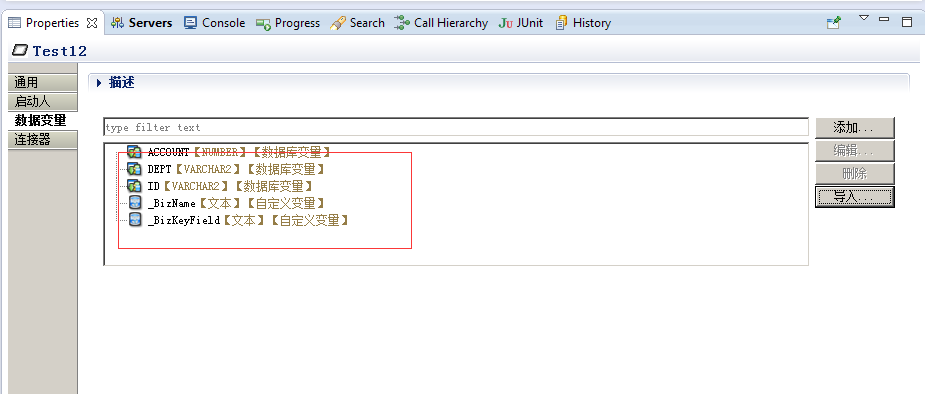 Properties Servers Console Progress Search Call Hierarchy JUnit History
Test12
通用
启动人
数据变量
连接器
描述
type filter text
ACCOUNT【NUMBER】【数据库变量】
DEPT【VARCHAR2】【数据库变量】
ID【VARCHAR2】【数据库变量】
_BizName【文本】【自定义变量】
_BizKeyField【文本】【自定义变量】
添加...
编辑...
删除
导入...